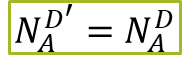 $N_A^{D'} = N_A^D$